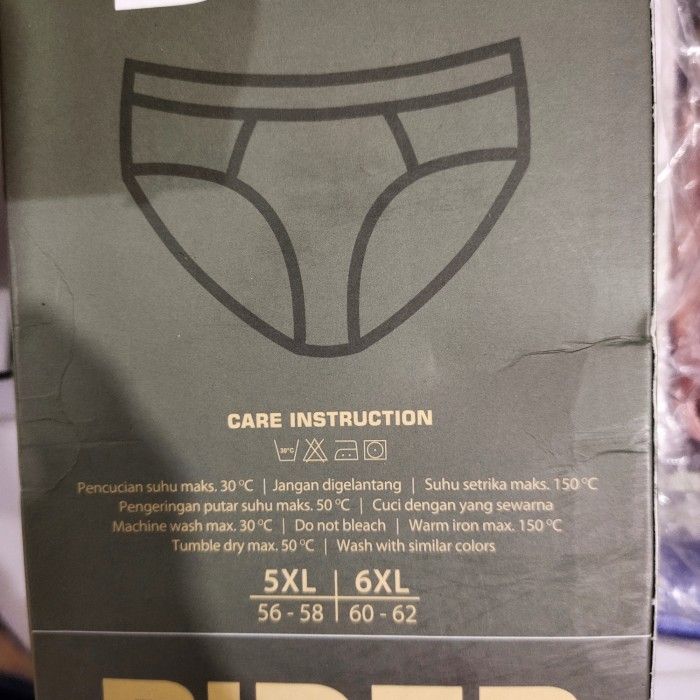 CARE INSTRUCTION
30°C
Pencucian suhu maks. 30 °C | Jangan digelantang | Suhu setrika maks. 150 °C
Pengeringan putar suhu maks. 50 °C | Cuci dengan yang sewarna
Machine wash max. 30°C | Do not bleach | Warm iron max. 150 °C
Tumble dry max. 50 °C | Wash with similar colors
5XL | 6XL
56 - 58 | 60 - 62